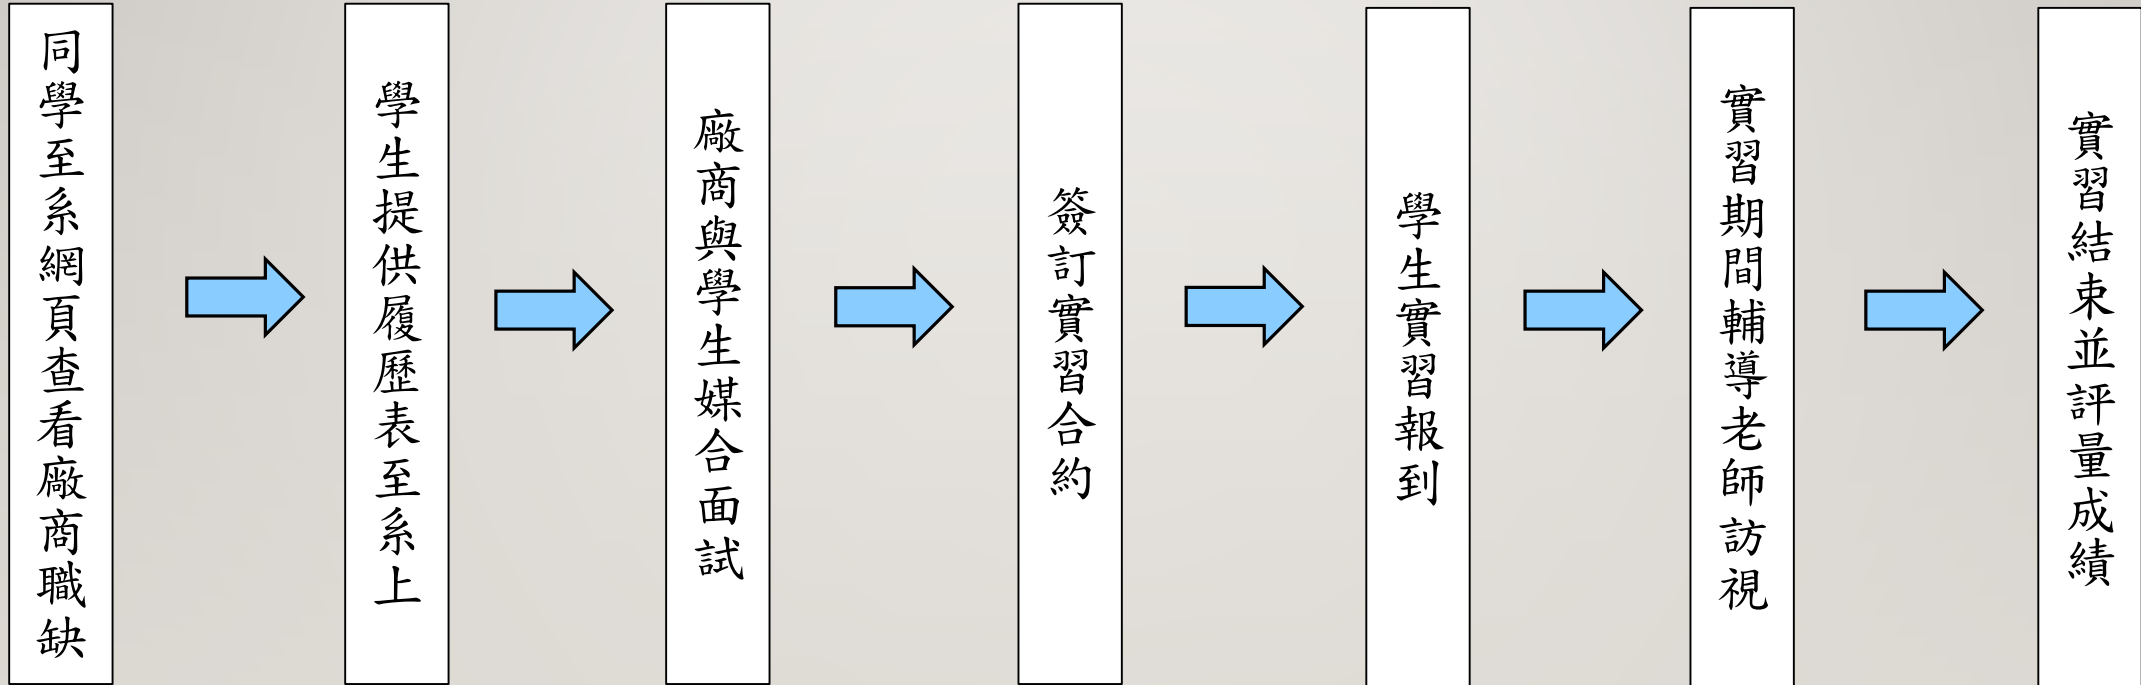 同學至系網頁查看廠商職缺
學生提供履歷表至系上
廠商與學生媒合面試
簽訂實習合約
學生實習報到
實習期間輔導老師訪視
實習結束並評量成績